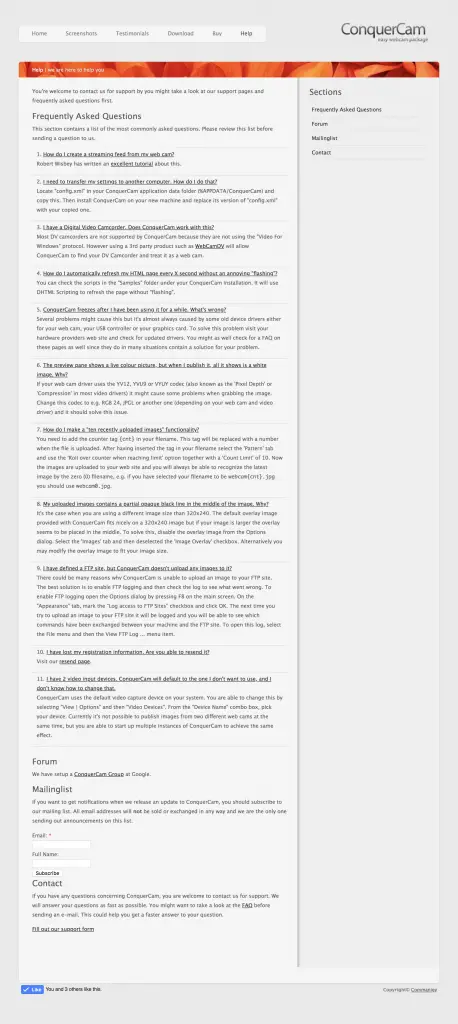 Home Screenshots Testimonials Download Buy Help
ConquerCam
easy webcam package
Help | we are here to help you
You're welcome to contact us for support by you might take a look at our support pages and
frequently asked questions first.
Frequently Asked Questions
This section contains a list of the most commonly asked questions. Please review this list before
sending a question to us.
1. How do I create a streaming feed from my web cam?
Robert Wisbey has written an excellent tutorial about this.
2. I need to transfer my settings to another computer. How do I do that?
Locate "config.xml" in your ConquerCam application data folder (%APPDATA/ConquerCam) and
copy this. Then install ConquerCam on your new machine and replace its version of "config.xml"
with your copied one.
3. I have a Digital Video Camcorder. Does ConquerCam work with this?
Most DV camcorders are not supported by ConquerCam because they are not using the "Video For
Windows" protocol. However using a 3rd party product such as WebCamDV will allow
ConquerCam to find your DV Camcorder and treat it as a web cam.
4. How do I automatically refresh my HTML page every X second without an annoying "flashing"?
You can check the scripts in the "Samples" folder under your ConquerCam installation. It will use
DHTML Scripting to refresh the page without "flashing".
5. ConquerCam freezes after I have been using it for a while. What's wrong?
Several problems might cause this but it's almost always caused by some old device drivers either
for your web cam, your USB controller or your graphics card. To solve this problem visit your
hardware providers web site and check for updated drivers. You might as well check for a FAQ on
these pages as well since they do in many situations contain a solution for your problem.
6. The preview pane shows a live colour picture, but when I publish it, all it shows is a white
image. Why?
If your web cam driver uses the YV12, YVU9 or VYUY codec (also known as the 'Pixel Depth' or
'Compression' in most video drivers) it might cause some problems when grabbing the image.
Change this codec to e.g. RGB 24, JPGL or another one (depending on your web cam and video
driver) and it should solve this issue.
7. How do I make a "ten recently uploaded images" functionality?
You need to add the counter tag {cnt} in your filename. This tag will be replaced with a number
when the file is uploaded. After having inserted the tag in your filename select the 'Pattern' tab
and use the 'Roll over counter when reaching limit' option together with a 'Count Limit' of 10. Now
the images are uploaded to your web site and you will always be able to recognize the latest
image by the zero (0) filename, e.g. if you have selected your filename to be webcam{cnt}.jpg
you should use webcam0.jpg.
8. My uploaded images contains a partial opaque black line in the middle of the image. Why?
It's the case when you are using a different image size than 320x240. The default overlay image
provided with ConquerCam fits nicely on a 320x240 image but if your image is larger the overlay
seems to be placed in the middle. To solve this, disable the overlay image from the Options
dialog. Select the 'Images' tab and then deselected the 'Image Overlay' checkbox. Alternatively you
may modify the overlay image to fit your image size.
9. I have defined a FTP site, but ConquerCam doesn't upload any images to it?
There could be many reasons why ConquerCam is unable to upload an image to your FTP site.
The best solution is to enable FTP logging and then check the log to see what went wrong. To
enable FTP logging open the Options dialog by pressing F8 on the main screen. On the
"Appearance" tab, mark the "Log access to FTP Sites" checkbox and click OK. The next time you
try to upload an image to your FTP site it will be logged and you will be able to see which
commands have been exchanged between your machine and the FTP site. To open this log, select
the File menu and then the View FTP Log ... menu item.
10. I have lost my registration information. Are you able to resend it?
Visit our resend page.
11. I have 2 video input devices. ConquerCam will default to the one I don't want to use, and I
don't know how to change that.
ConquerCam uses the default video capture device on your system. You are able to change this by
selecting "View | Options" and then "Video Devices". From the "Device Name" combo box, pick
your device. Currently it's not possible to publish images from two different web cams at the
same time, but you are able to start up multiple instances of ConquerCam to achieve the same
effect.
Forum
We have setup a ConquerCam Group at Google.
Mailinglist
If you want to get notifications when we release an update to ConquerCam, you should subscribe to
our mailing list. All email addresses will not be sold or exchanged in any way and we are the only one
sending out announcements on this list.
Email: *
Full Name:
Subscribe
Contact
If you have any questions concerning ConquerCam, you are welcome to contact us for support. We
will answer your questions as fast as possible. You might want to take a look at the FAQ before
sending an e-mail. This could help you get a faster answer to your question.
Fill out our support form
Sections
Frequently Asked Questions
Forum
Mailinglist
Contact
Like You and 3 others like this.
Copyright©